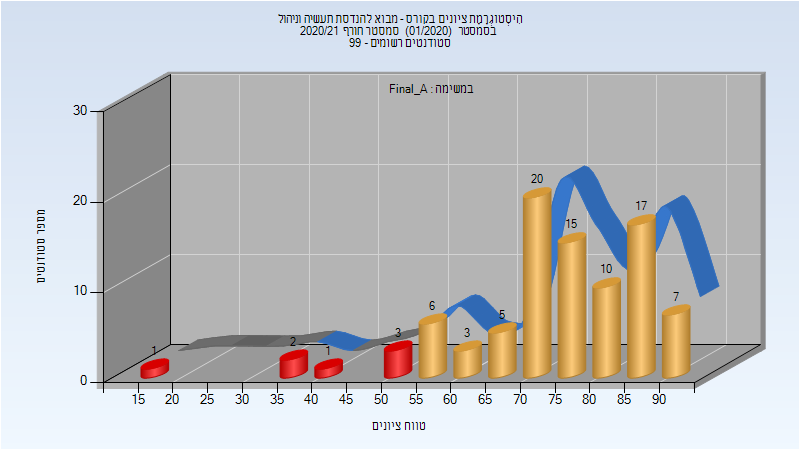 היסטוגרמת ציונים בקורס - מבוא להנדסת תעשיה וניהול
בסמסטר (01/2020) סמסטר חורף 2020/21
סטודנטים רשומים - 99
במשימה : Final_A
מספר סטודנטים
30
20
10
0
1
2
1
3
6
3
5
20
15
10
17
7
15 20 25 30 35 40 45 50 55 60 65 70 75 80 85 90
טווח ציונים